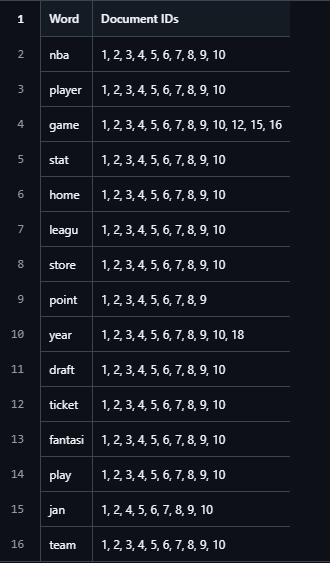 1 Word Document IDs
2 nba 1, 2, 3, 4, 5, 6, 7, 8, 9, 10
3 player 1, 2, 3, 4, 5, 6, 7, 8, 9, 10
4 game 1, 2, 3, 4, 5, 6, 7, 8, 9, 10, 12, 15, 16
5 stat 1, 2, 3, 4, 5, 6, 7, 8, 9, 10
6 home 1, 2, 3, 4, 5, 6, 7, 8, 9, 10
7 leagu 1, 2, 3, 4, 5, 6, 7, 8, 9, 10
8 store 1, 2, 3, 4, 5, 6, 7, 8, 9, 10
9 point 1, 2, 3, 4, 5, 6, 7, 8, 9
10 year 1, 2, 3, 4, 5, 6, 7, 8, 9, 10, 18
11 draft 1, 2, 3, 4, 5, 6, 7, 8, 9, 10
12 ticket 1, 2, 3, 4, 5, 6, 7, 8, 9, 10
13 fantasi 1, 2, 3, 4, 5, 6, 7, 8, 9, 10
14 play 1, 2, 3, 4, 5, 6, 7, 8, 9, 10
15 jan 1, 2, 4, 5, 6, 7, 8, 9, 10
16 team 1, 2, 3, 4, 5, 6, 7, 8, 9, 10